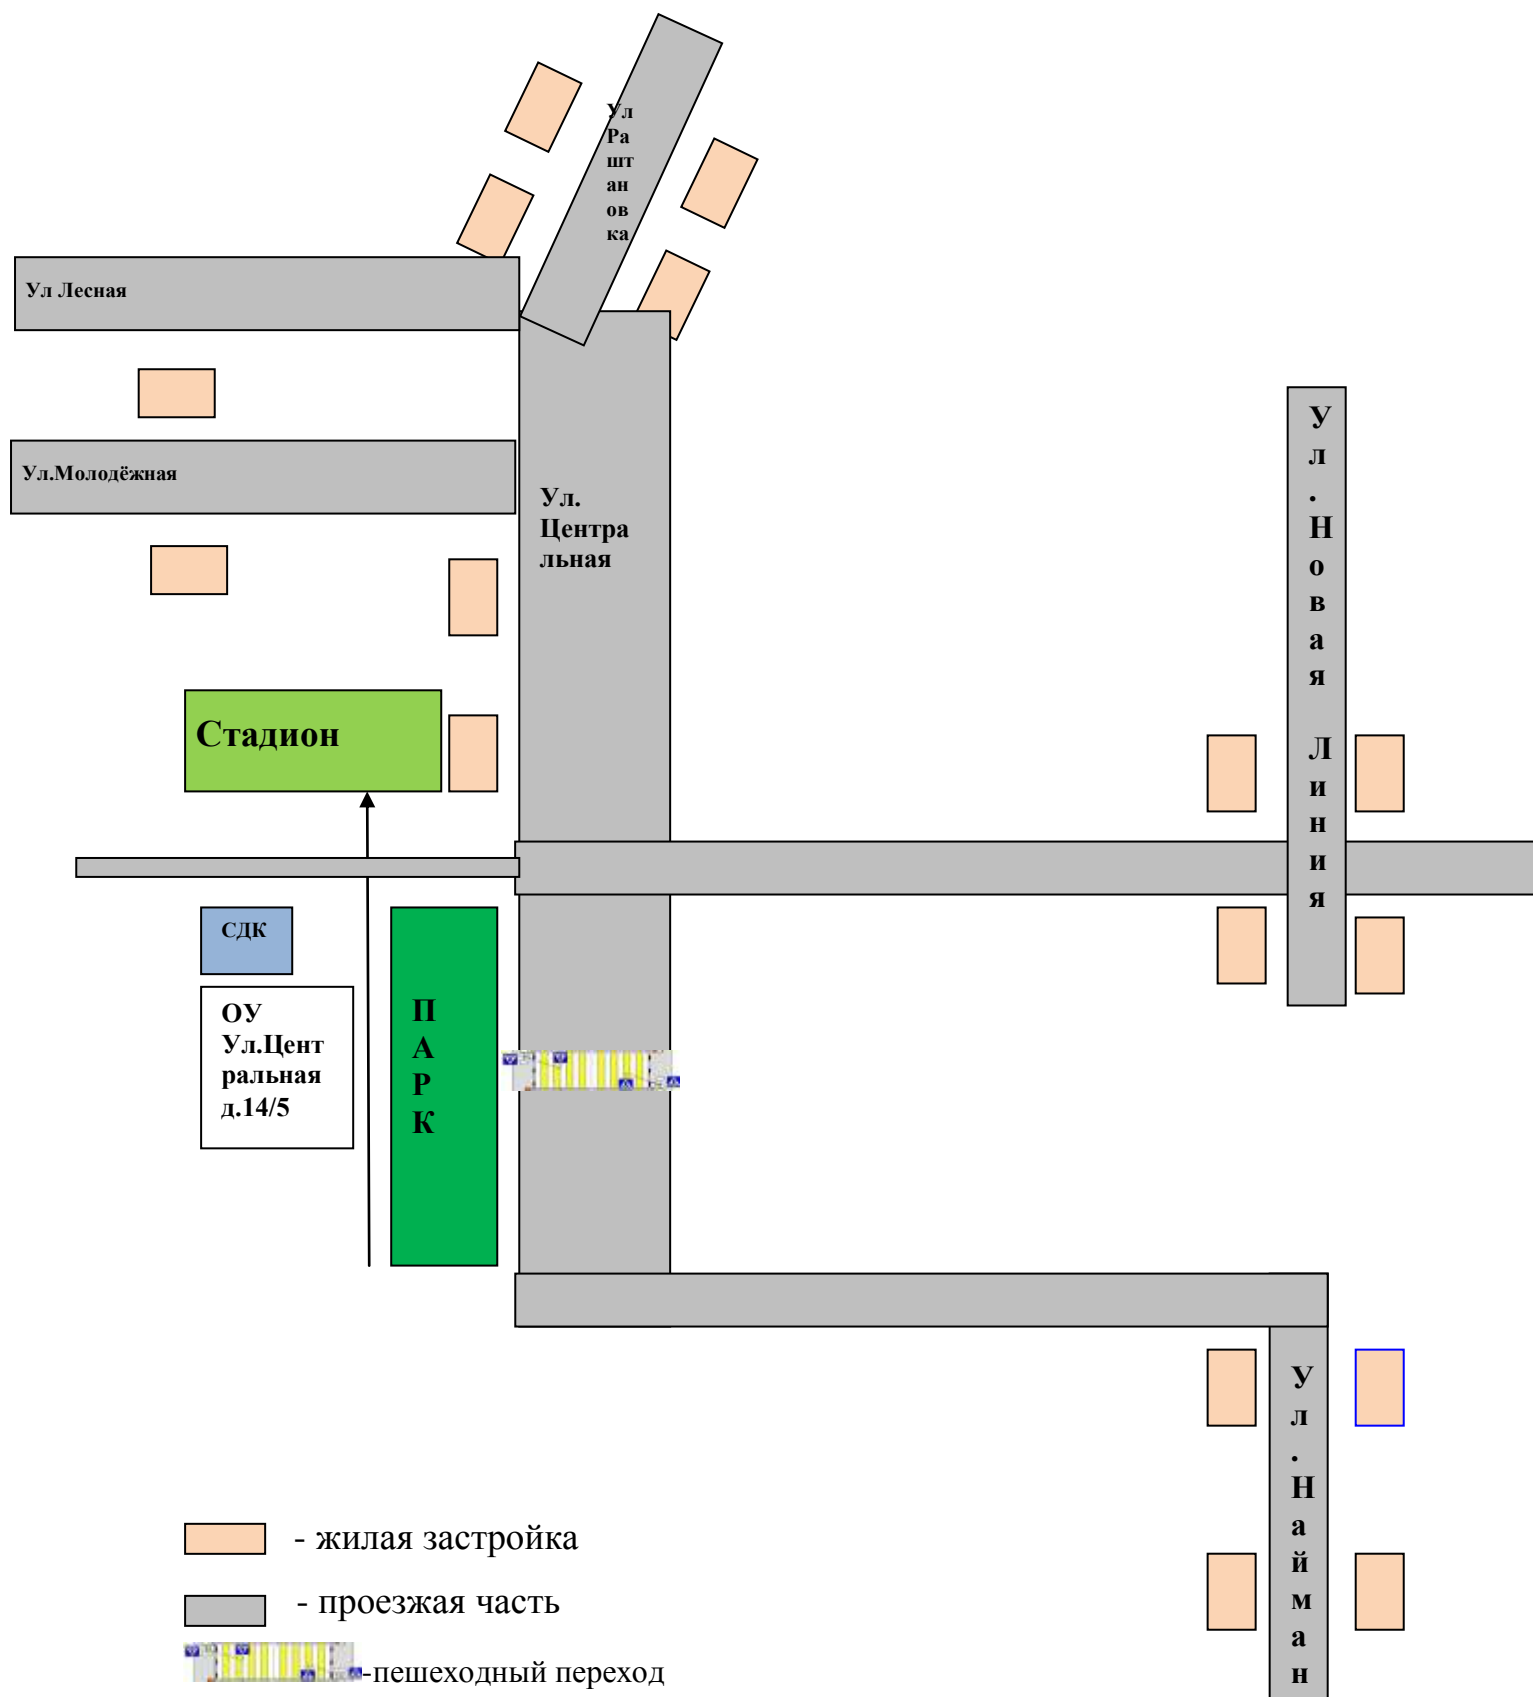 Ул
Ра
шт
ан
ов
ка
Ул Лесная
Ул.Молодёжная
Ул.
Центра
льная
У
л
.
Н
о
в
а
я
Л
и
н
и
я
Стадион
СДК
ОУ
Ул.Цент
ральная
д.14/5
П
А
Р
К
У
л
.
Н
а
й
м
а
н
- жилая застройка
- проезжая часть
-пешеходный переход